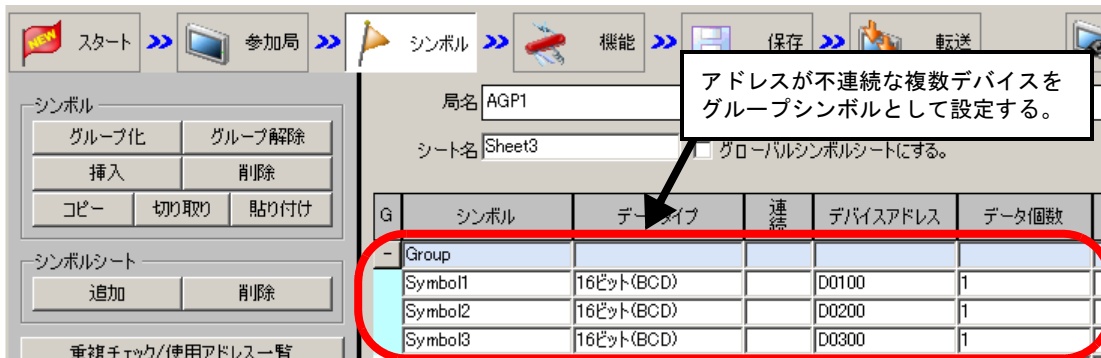 NEW スタート 参加局 シンボル 機能 保存 転送
アドレスが不連続な複数デバイスを
グループシンボルとして設定する。
シンボル
グループ化 グループ解除
挿入 削除
コピー 切り取り 貼り付け
シンボルシート
追加 削除
重複チェック/使用アドレス一覧
局名 AGP1
シート名 Sheet3 グローバルシンボルシートにする。
G シンボル データタイプ 連続 デバイスアドレス データ個数
- Group
Symbol1 16ビット(BCD) D0100 1
Symbol2 16ビット(BCD) D0200 1
Symbol3 16ビット(BCD) D0300 1